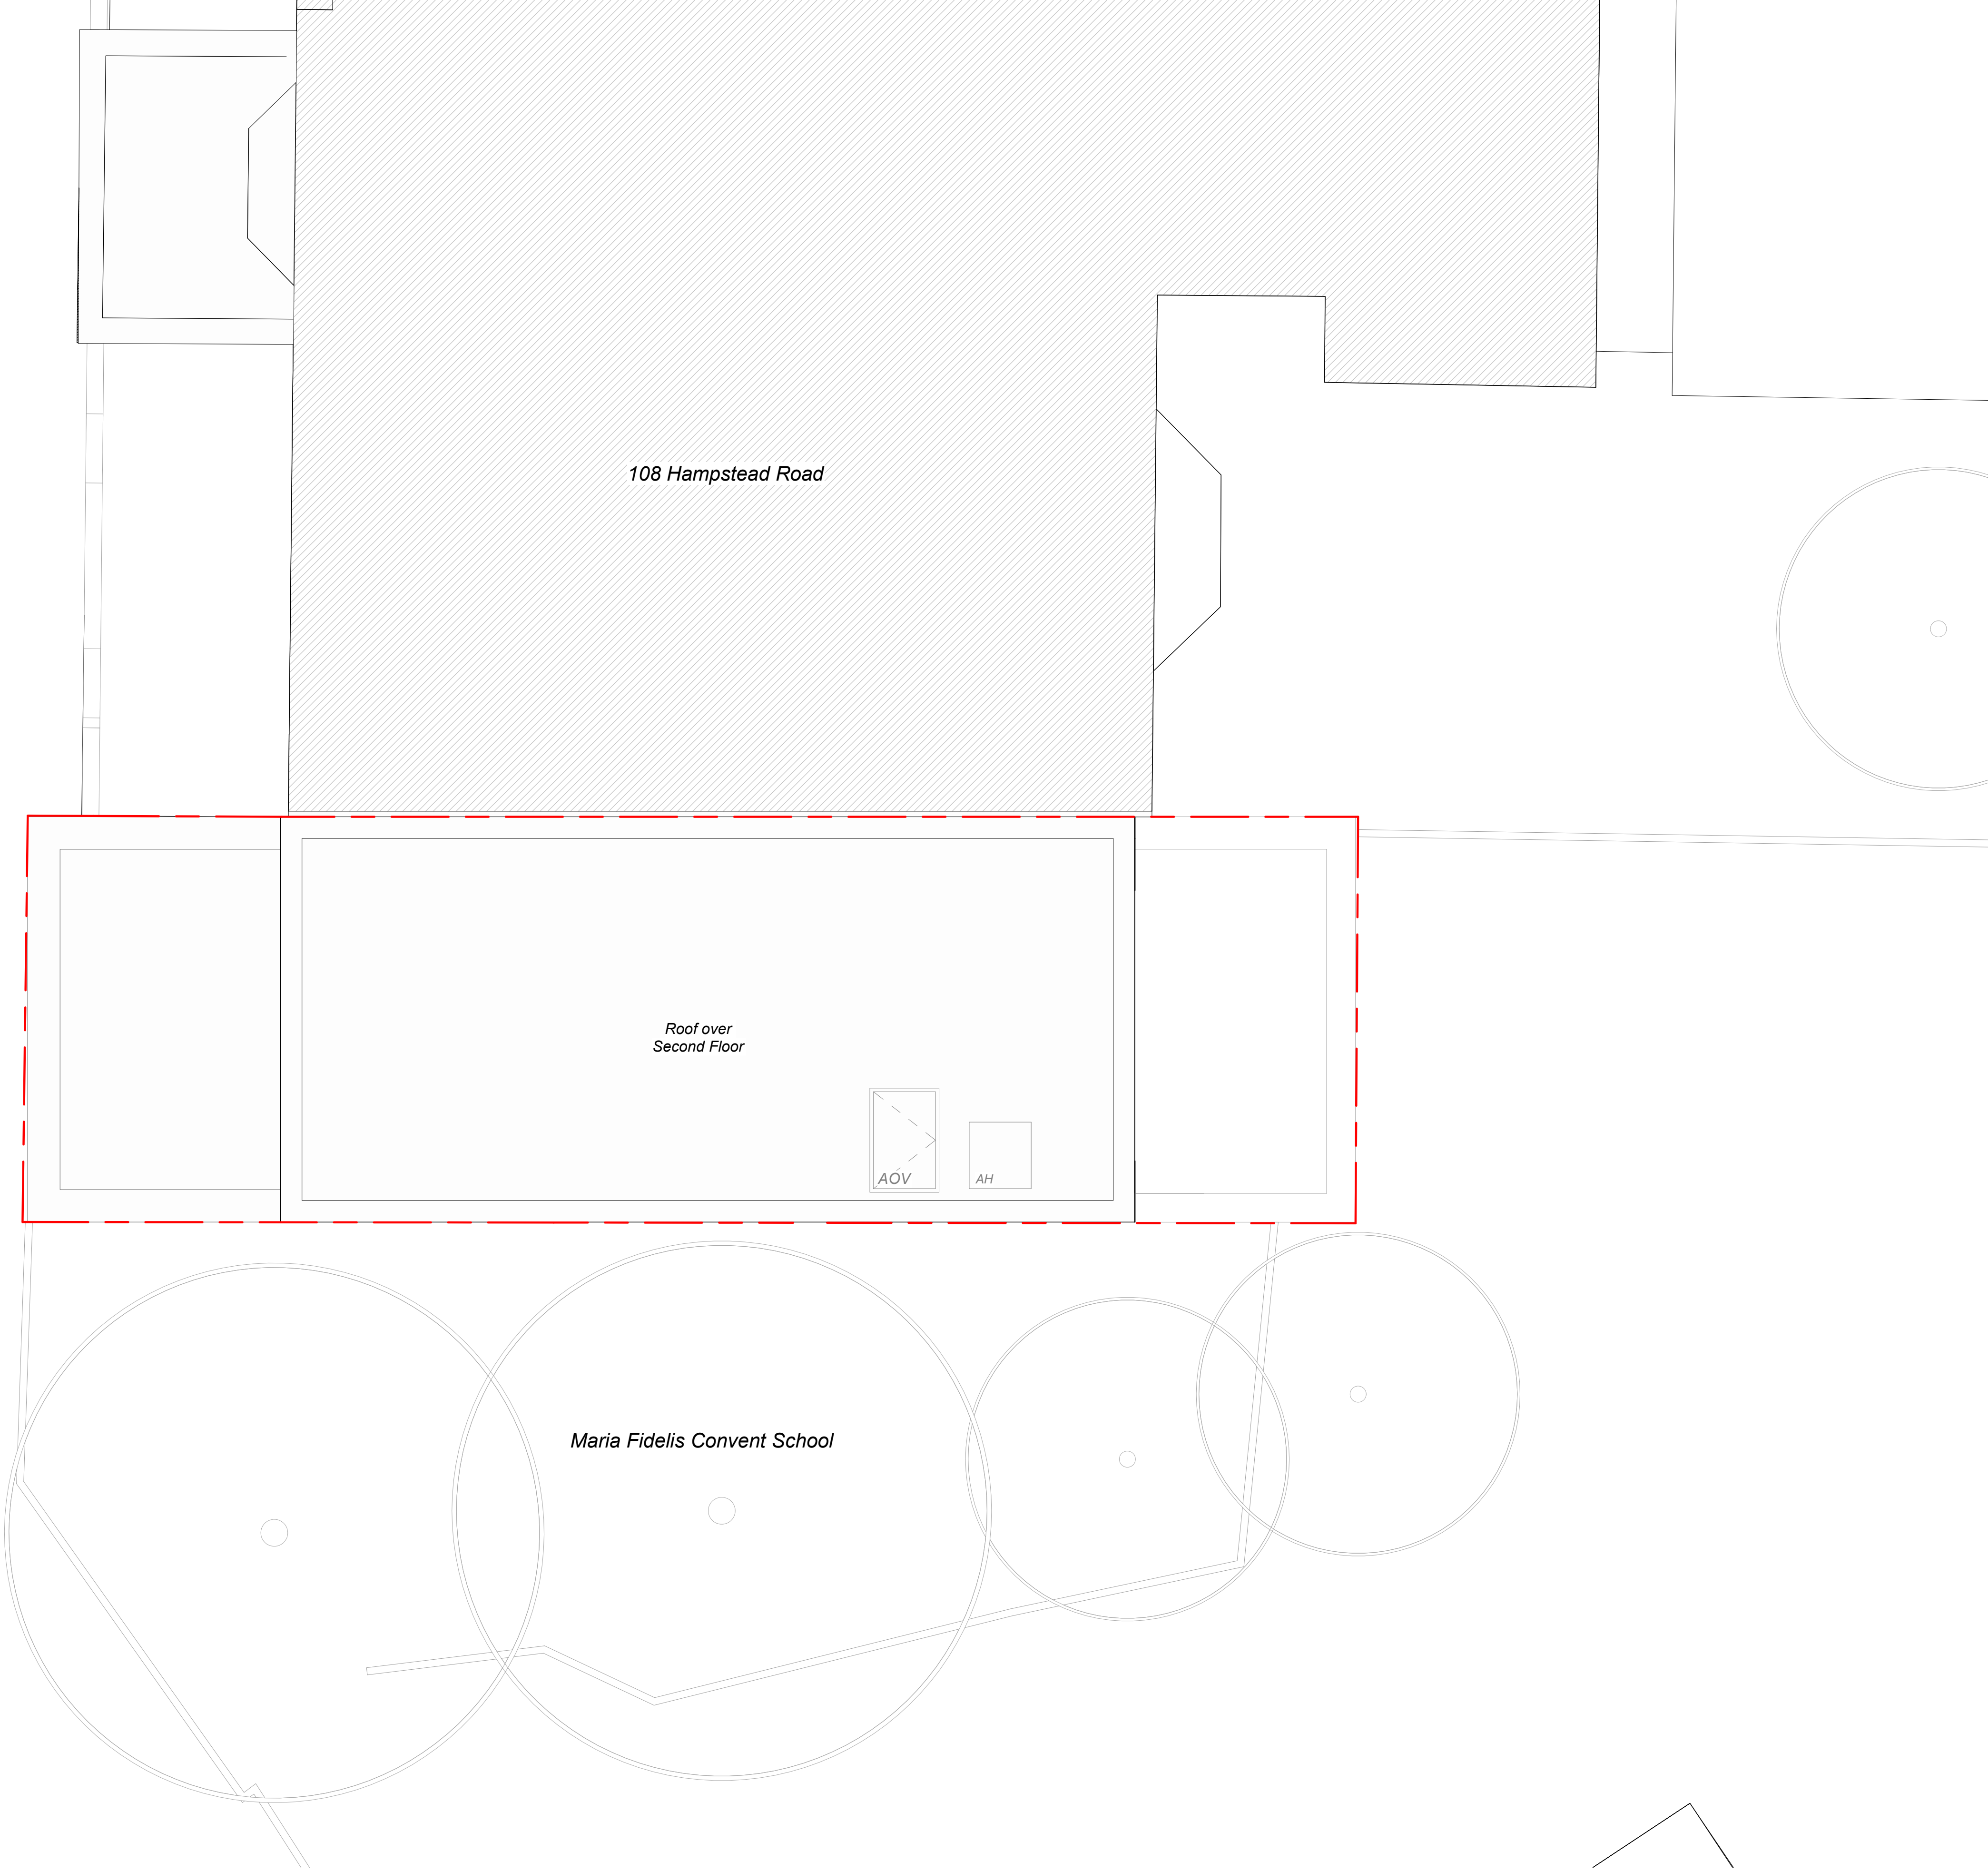 108 Hampstead Road
Roof over
Second Floor
AOV
AH
Maria Fidelis Convent School